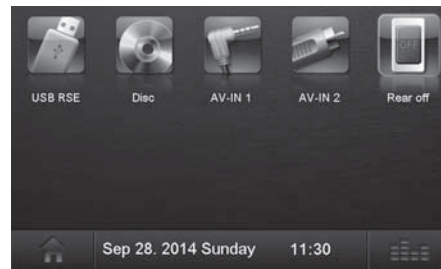 OFF
USB RSE Disc AV-IN 1 AV-IN 2 Rear off
Sep 28. 2014 Sunday 11:30